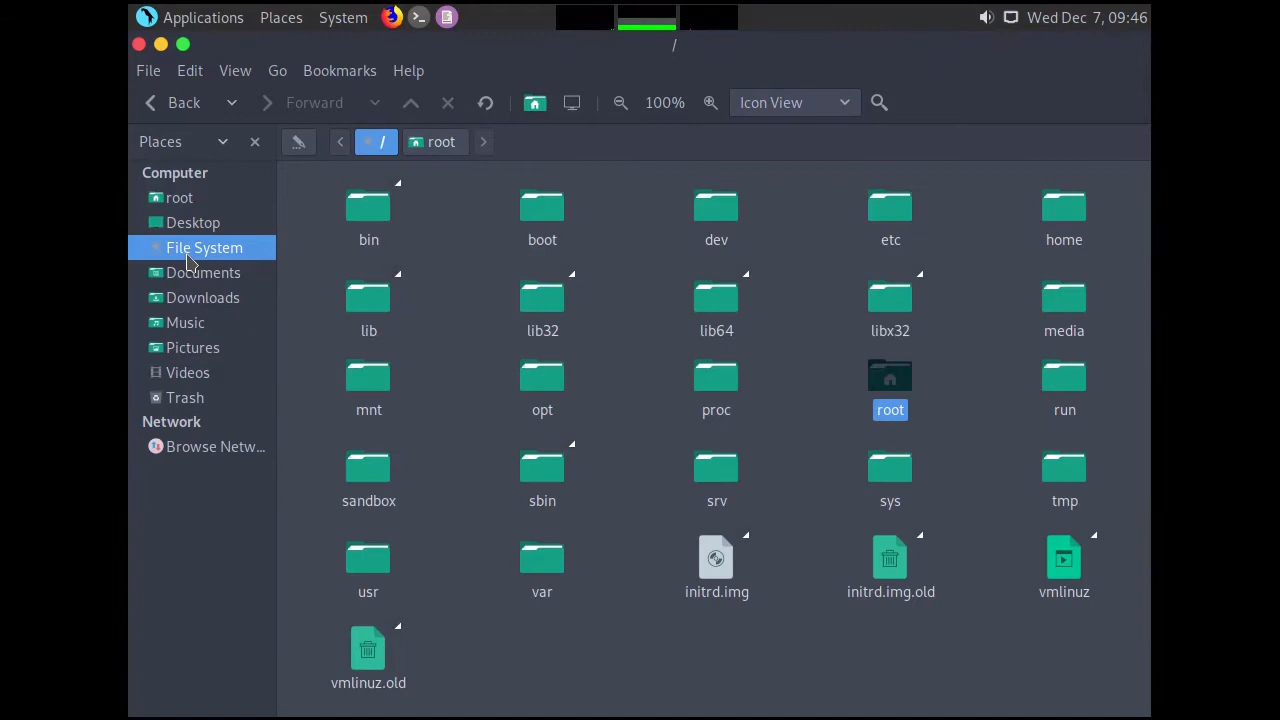 Applications Places System Wed Dec 7, 09:46
/
File Edit View Go Bookmarks Help
Back Forward 100% Icon View
Places / root
Computer
root
Desktop
File System
Documents
Downloads
Music
Pictures
Videos
Trash
Network
Browse Netw...
bin boot dev etc home
lib lib32 lib64 libx32 media
mnt opt proc root run
sandbox sbin srv sys tmp
usr var initrd.img initrd.img.old vmlinuz
vmlinuz.old